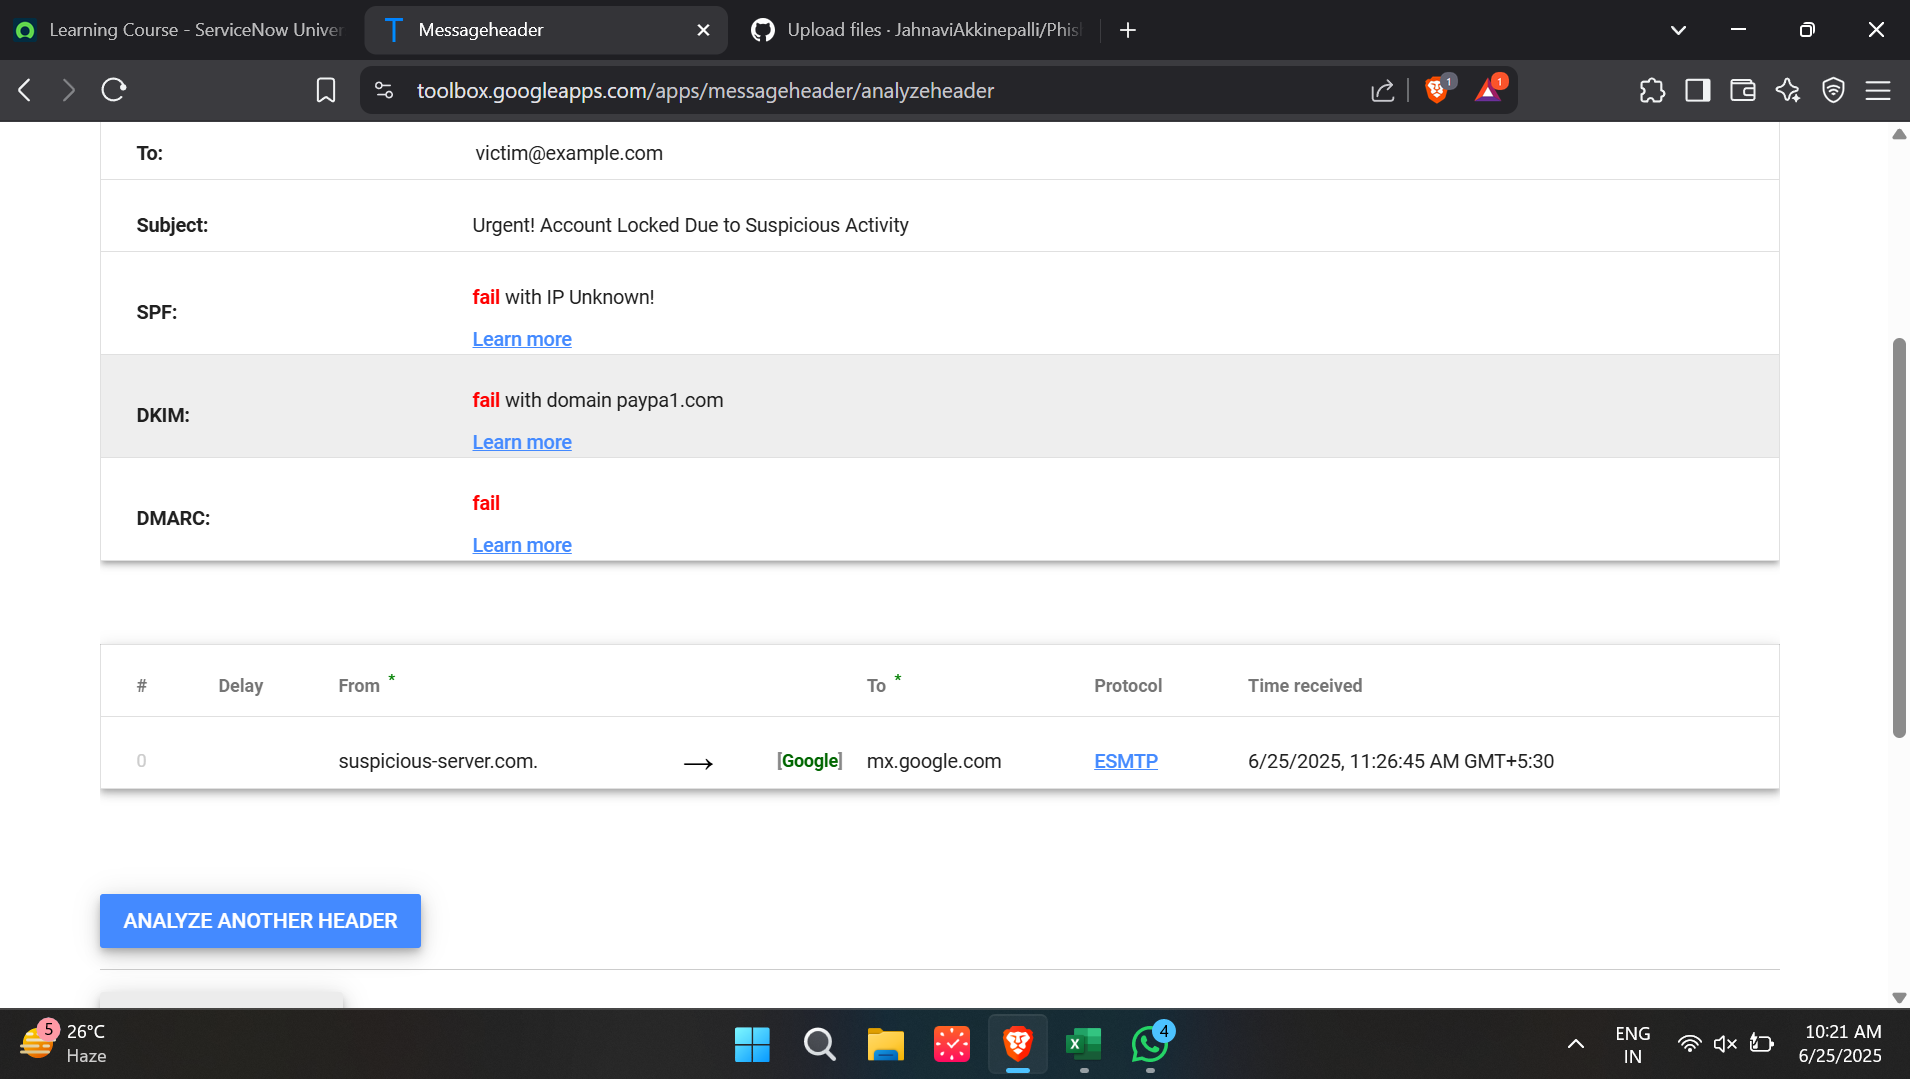 Learning Course - ServiceNow Univer
Messageheader
Upload files · JahnaviAkkinepalli/Phis
toolbox.googleapps.com/apps/messageheader/analyzeheader
1
1
To:
victim@example.com
Subject:
Urgent! Account Locked Due to Suspicious Activity
SPF:
fail with IP Unknown!
Learn more
DKIM:
fail with domain paypa1.com
Learn more
DMARC:
fail
Learn more
# Delay From * To * Protocol Time received
0 suspicious-server.com. → [Google] mx.google.com ESMTP 6/25/2025, 11:26:45 AM GMT+5:30
ANALYZE ANOTHER HEADER
5
26°C
Haze
4
ENG
IN
10:21 AM
6/25/2025